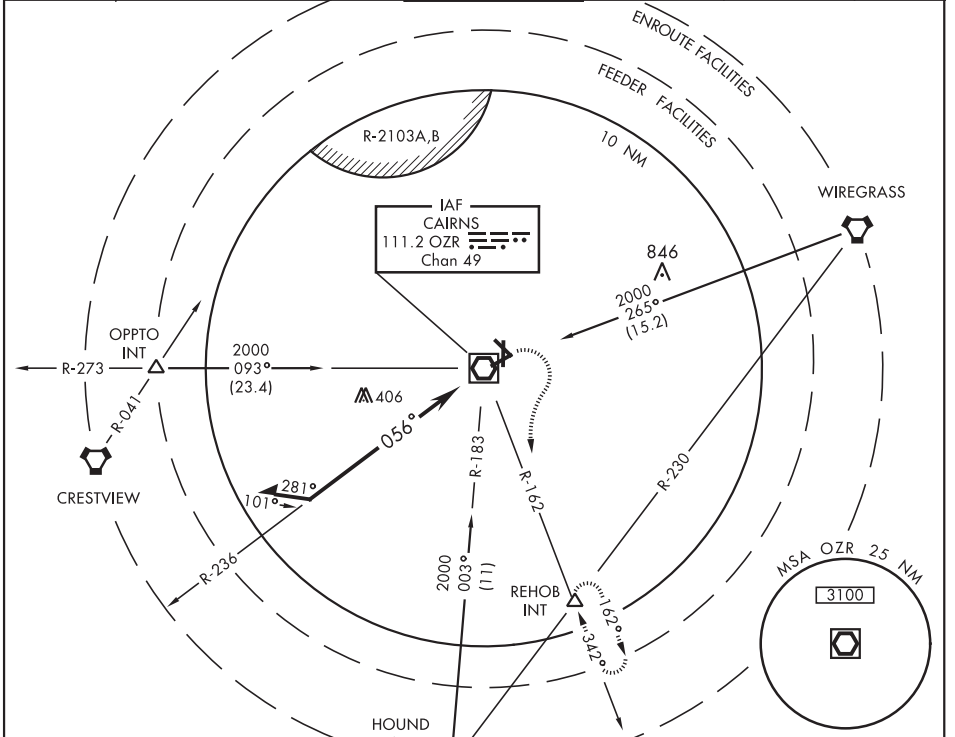 ENROUTE FACILITIES
FEEDER FACILITIES
R-2103A,B
10 NM
WIREGRASS
IAF
CAIRNS
111.2 OZR
Chan 49
846
2000
265°
(15.2)
OPPTO
INT
R-273
2000
093°
(23.4)
R-041
406
056°
CRESTVIEW
281°
101°
R-183
R-162
R-230
R-236
2000
003°
(11)
REHOB
INT
162°
342°
MSA OZR 25 NM
3100
HOUND